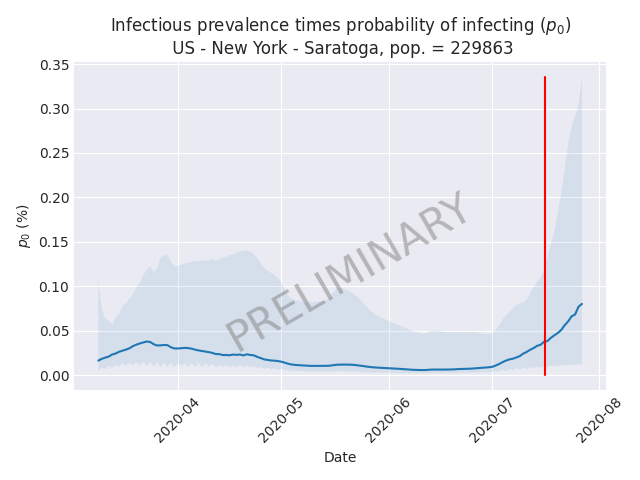 Infectious prevalence times probability of infecting (p₀)
US - New York - Saratoga, pop. = 229863
0.35
0.30
0.25
0.20
0.15
0.10
0.05
0.00
p₀ (%)
PRELIMINARY
2020-04
2020-05
2020-06
2020-07
2020-08
Date